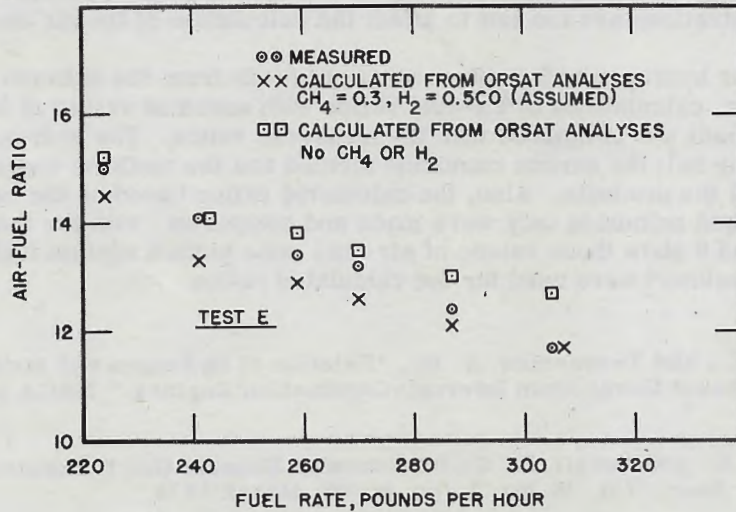 ⊙⊙ MEASURED
×× CALCULATED FROM ORSAT ANALYSES
CH₄ = 0.3, H₂ = 0.5CO (ASSUMED)
⊡⊡ CALCULATED FROM ORSAT ANALYSES
No CH₄ OR H₂
AIR-FUEL RATIO
16
14
12
10
TEST E
220 240 260 280 300 320
FUEL RATE, POUNDS PER HOUR